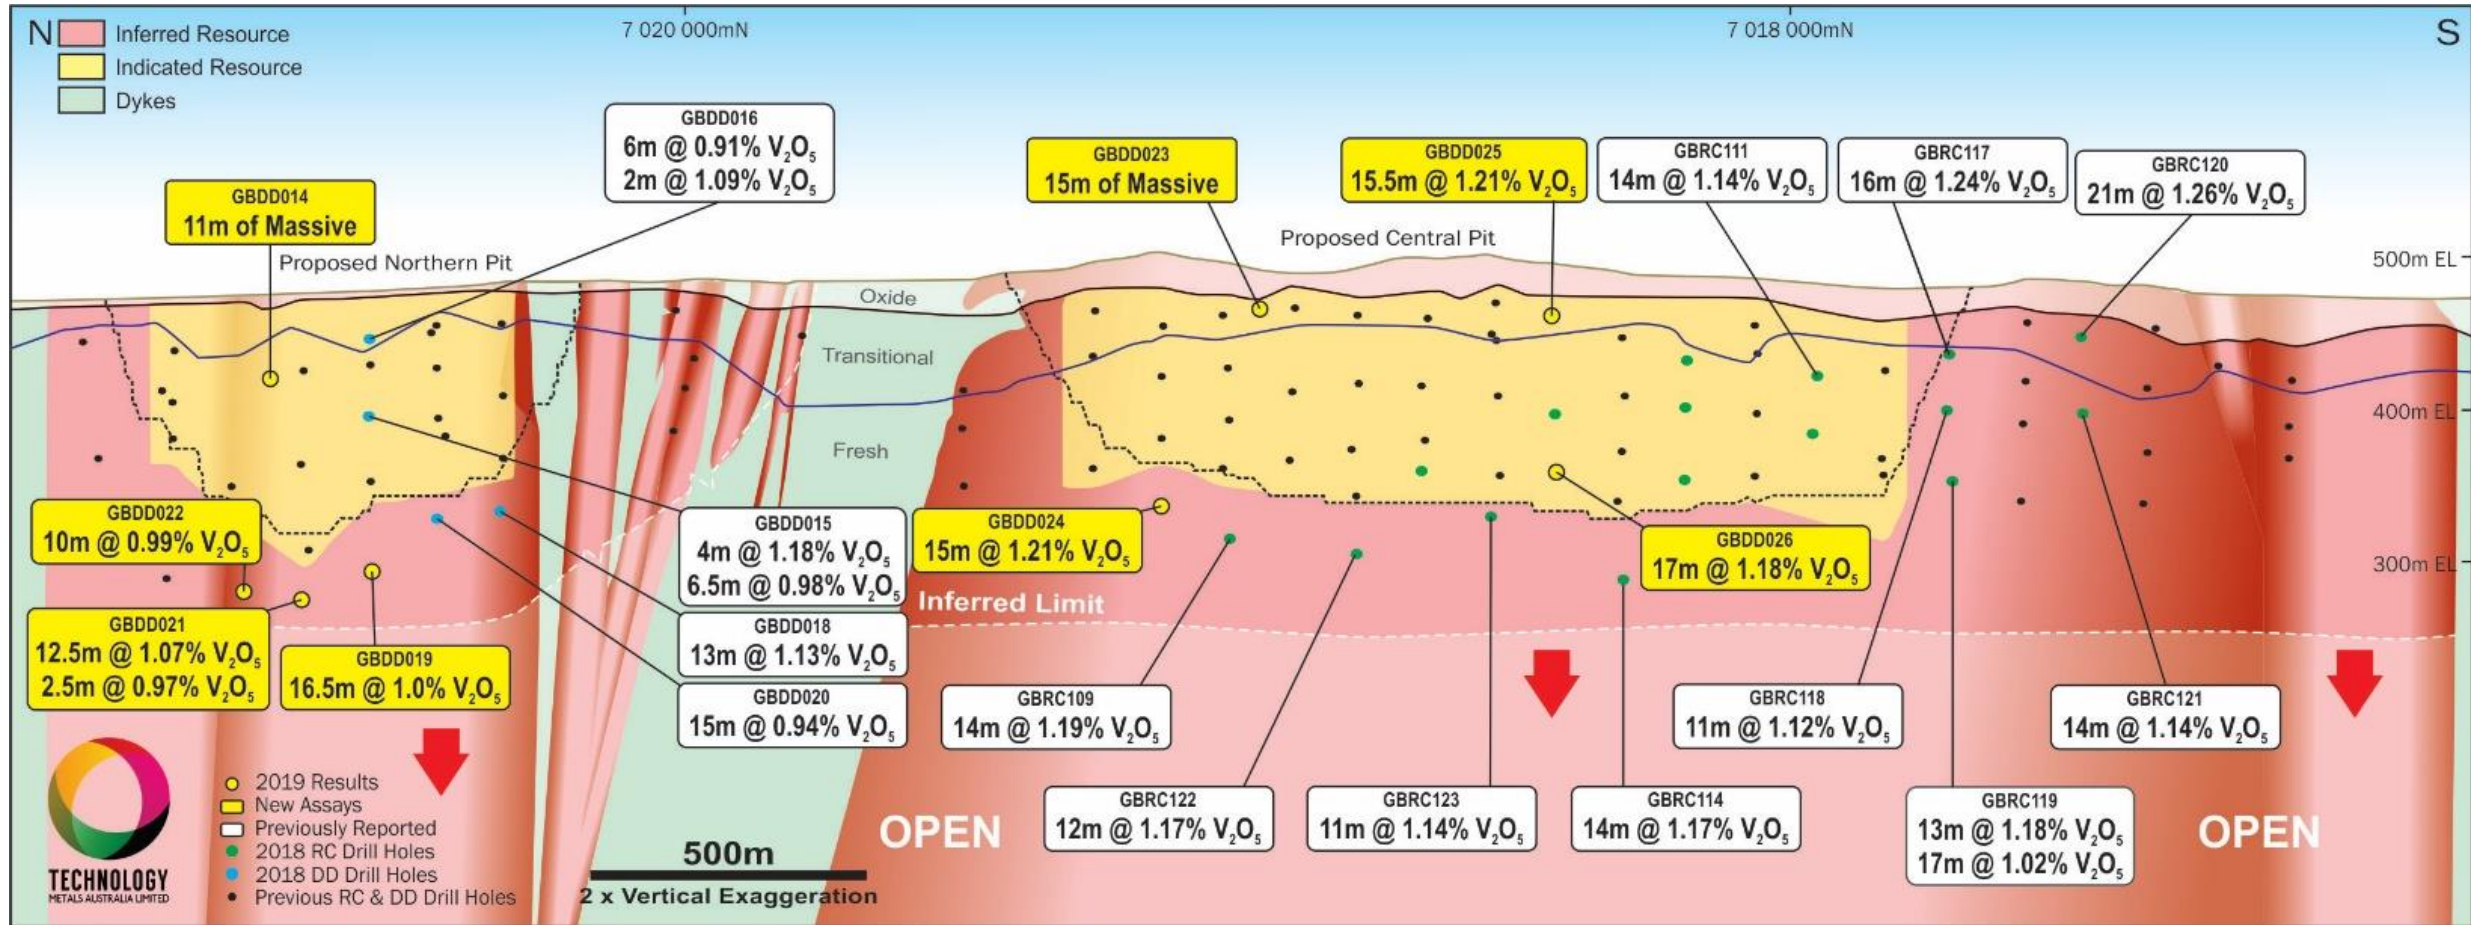 N
Inferred Resource
Indicated Resource
Dykes
7 020 000mN
7 018 000mN
S
GBDD016
6m @ 0.91% V₂O₅
2m @ 1.09% V₂O₅
GBDD014
11m of Massive
GBDD023
15m of Massive
GBDD025
15.5m @ 1.21% V₂O₅
GBRC111
14m @ 1.14% V₂O₅
GBRC117
16m @ 1.24% V₂O₅
GBRC120
21m @ 1.26% V₂O₅
Proposed Northern Pit
Proposed Central Pit
500m EL
Oxide
Transitional
Fresh
400m EL
300m EL
GBDD022
10m @ 0.99% V₂O₅
GBDD021
12.5m @ 1.07% V₂O₅
2.5m @ 0.97% V₂O₅
GBDD019
16.5m @ 1.0% V₂O₅
GBDD015
4m @ 1.18% V₂O₅
6.5m @ 0.98% V₂O₅
GBDD018
13m @ 1.13% V₂O₅
GBDD020
15m @ 0.94% V₂O₅
GBDD024
15m @ 1.21% V₂O₅
Inferred Limit
GBDD026
17m @ 1.18% V₂O₅
GBRC109
14m @ 1.19% V₂O₅
GBRC118
11m @ 1.12% V₂O₅
GBRC121
14m @ 1.14% V₂O₅
GBRC122
12m @ 1.17% V₂O₅
GBRC123
11m @ 1.14% V₂O₅
GBRC114
14m @ 1.17% V₂O₅
GBRC119
13m @ 1.18% V₂O₅
17m @ 1.02% V₂O₅
OPEN
OPEN
TECHNOLOGY
METALS AUSTRALIA LIMITED
2019 Results
New Assays
Previously Reported
2018 RC Drill Holes
2018 DD Drill Holes
Previous RC & DD Drill Holes
500m
2 x Vertical Exaggeration